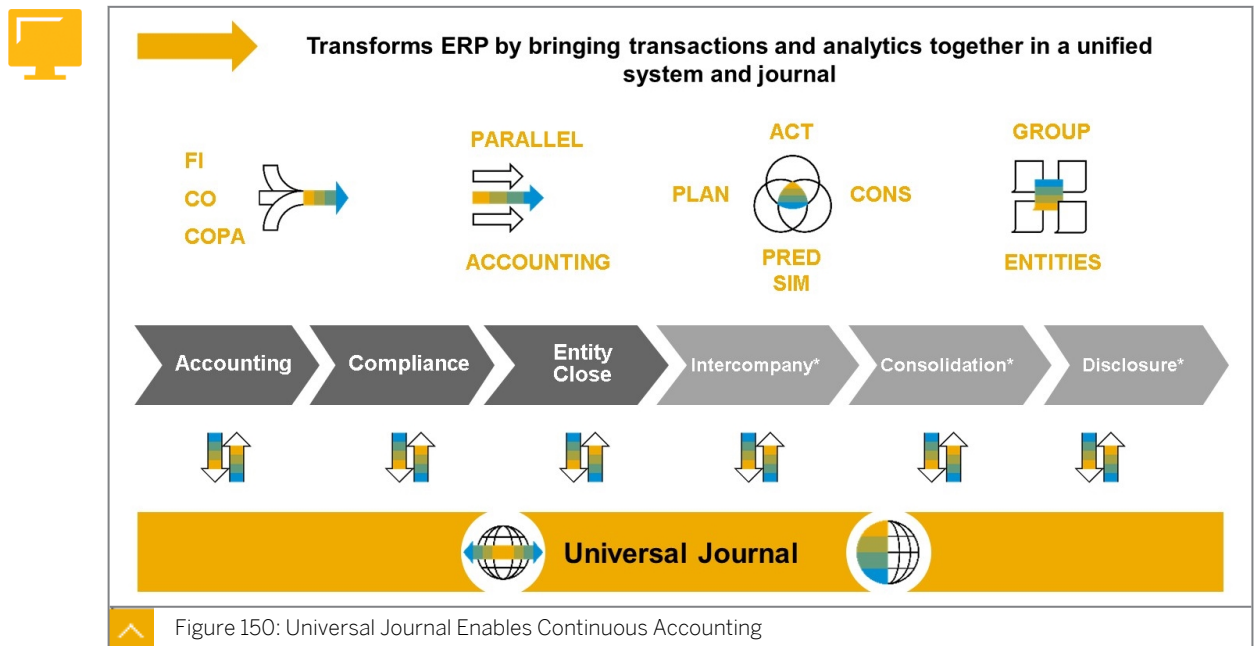 Transforms ERP by bringing transactions and analytics together in a unified
system and journal
FI
CO
COPA
PARALLEL
ACCOUNTING
ACT
PLAN
CONS
PRED
SIM
GROUP
ENTITIES
Accounting
Compliance
Entity
Close
Intercompany*
Consolidation*
Disclosure*
Universal Journal
Figure 150: Universal Journal Enables Continuous Accounting